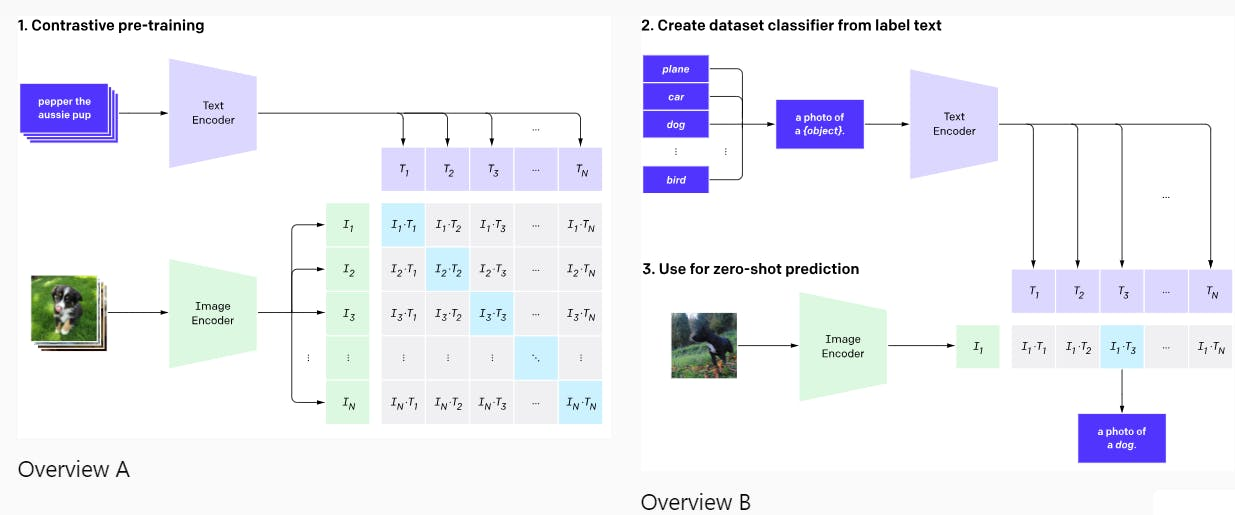 1. Contrastive pre-training
pepper the
aussie pup
Text
Encoder
...
T1 T2 T3 ... TN
I1 I1·T1 I1·T2 I1·T3 ... I1·TN
I2 I2·T1 I2·T2 I2·T3 ... I2·TN
Image
Encoder
I3 I3·T1 I3·T2 I3·T3 ... I3·TN
⋮ ⋮ ⋮ ⋮ ⋮ ⋱ ⋮
IN IN·T1 IN·T2 IN·T3 ... IN·TN
Overview A
2. Create dataset classifier from label text
plane
car
dog
⋮ ⋮
bird
a photo of
a {object}.
Text
Encoder
...
3. Use for zero-shot prediction
T1 T2 T3 ... TN
Image
Encoder
I1 I1·T1 I1·T2 I1·T3 ... I1·TN
a photo of
a dog.
Overview B